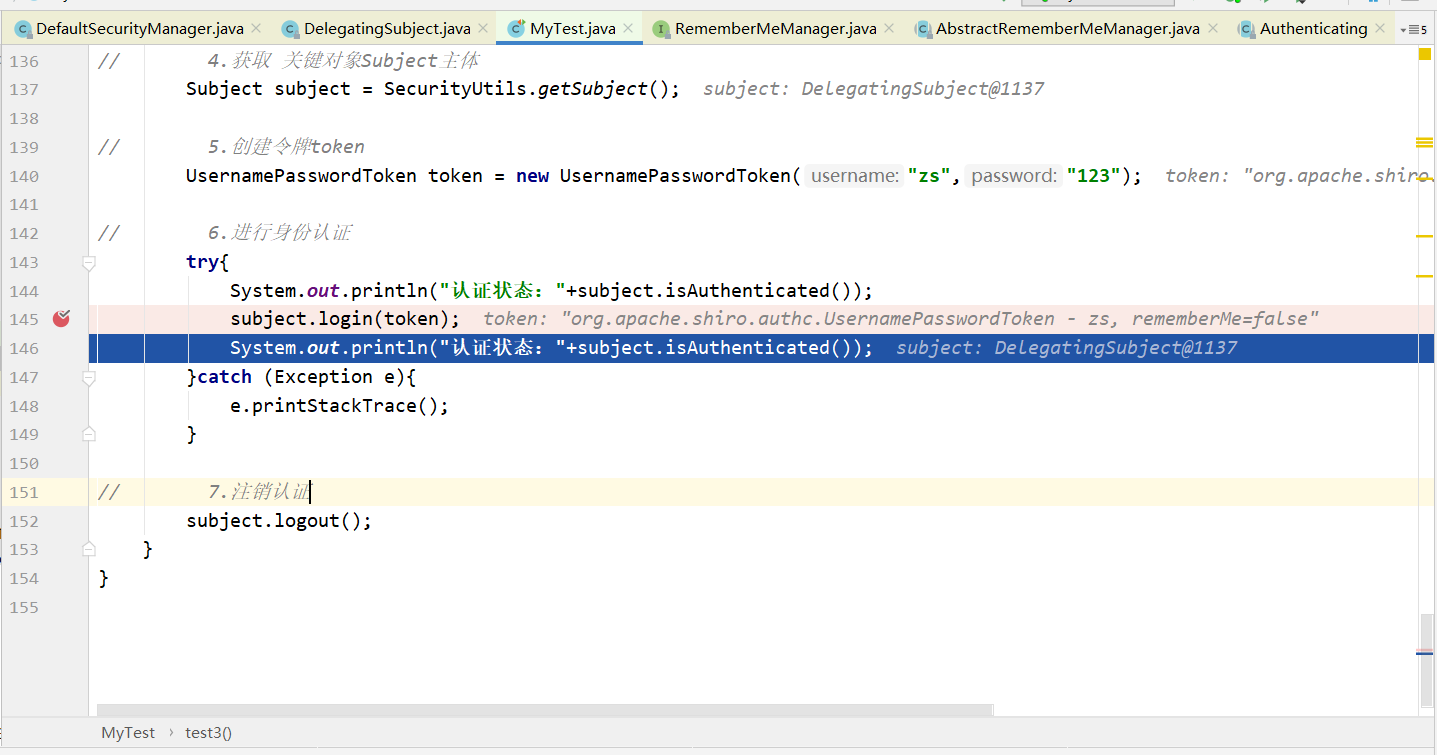 DefaultSecurityManager.java DelegatingSubject.java MyTest.java RememberMeManager.java AbstractRememberMeManager.java Authenticating 5
136 // 4.获取 关键对象Subject主体
137 Subject subject = SecurityUtils.getSubject(); subject: DelegatingSubject@1137
138
139 // 5.创建令牌token
140 UsernamePasswordToken token = new UsernamePasswordToken( username: "zs", password: "123"); token: "org.apache.shiro.
141
142 // 6.进行身份认证
143 try{
144 System.out.println("认证状态："+subject.isAuthenticated());
145 subject.login(token); token: "org.apache.shiro.authc.UsernamePasswordToken - zs, rememberMe=false"
146 System.out.println("认证状态："+subject.isAuthenticated()); subject: DelegatingSubject@1137
147 }catch (Exception e){
148 e.printStackTrace();
149 }
150
151 // 7.注销认证
152 subject.logout();
153 }
154 }
155
MyTest › test3()